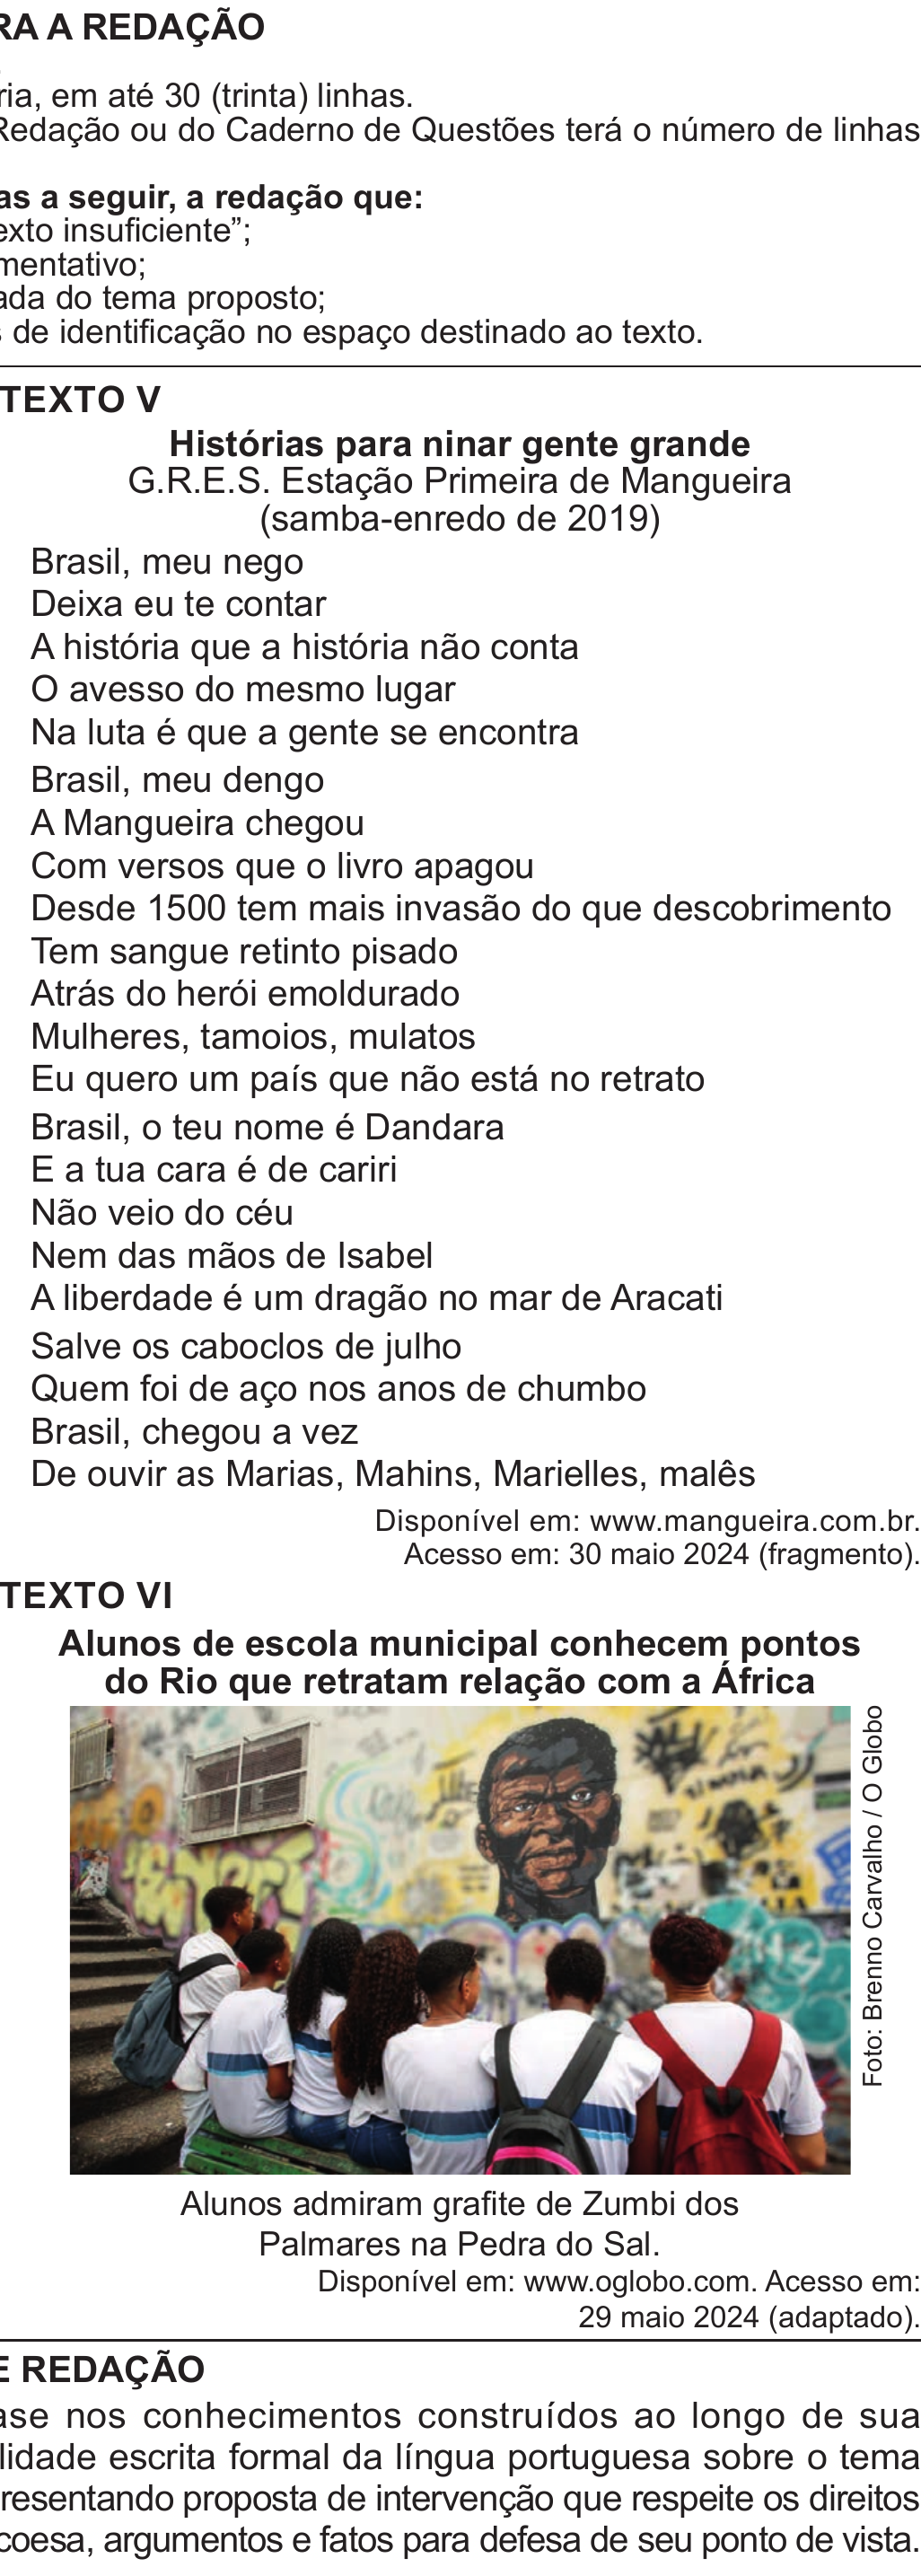 RA A REDAÇÃO
ria, em até 30 (trinta) linhas.
Redação ou do Caderno de Questões terá o número de linhas
as a seguir, a redação que:
exto insuficiente”;
mentativo;
ada do tema proposto;
s de identificação no espaço destinado ao texto.
TEXTO V
Histórias para ninar gente grande
G.R.E.S. Estação Primeira de Mangueira
(samba-enredo de 2019)
Brasil, meu nego
Deixa eu te contar
A história que a história não conta
O avesso do mesmo lugar
Na luta é que a gente se encontra
Brasil, meu dengo
A Mangueira chegou
Com versos que o livro apagou
Desde 1500 tem mais invasão do que descobrimento
Tem sangue retinto pisado
Atrás do herói emoldurado
Mulheres, tamoios, mulatos
Eu quero um país que não está no retrato
Brasil, o teu nome é Dandara
E a tua cara é de cariri
Não veio do céu
Nem das mãos de Isabel
A liberdade é um dragão no mar de Aracati
Salve os caboclos de julho
Quem foi de aço nos anos de chumbo
Brasil, chegou a vez
De ouvir as Marias, Mahins, Marielles, malês
Disponível em: www.mangueira.com.br.
Acesso em: 30 maio 2024 (fragmento).
TEXTO VI
Alunos de escola municipal conhecem pontos
do Rio que retratam relação com a África
Foto: Brenno Carvalho / O Globo
Alunos admiram grafite de Zumbi dos
Palmares na Pedra do Sal.
Disponível em: www.oglobo.com. Acesso em:
29 maio 2024 (adaptado).
E REDAÇÃO
ase nos conhecimentos construídos ao longo de sua
lidade escrita formal da língua portuguesa sobre o tema
resentando proposta de intervenção que respeite os direitos
coesa, argumentos e fatos para defesa de seu ponto de vista.